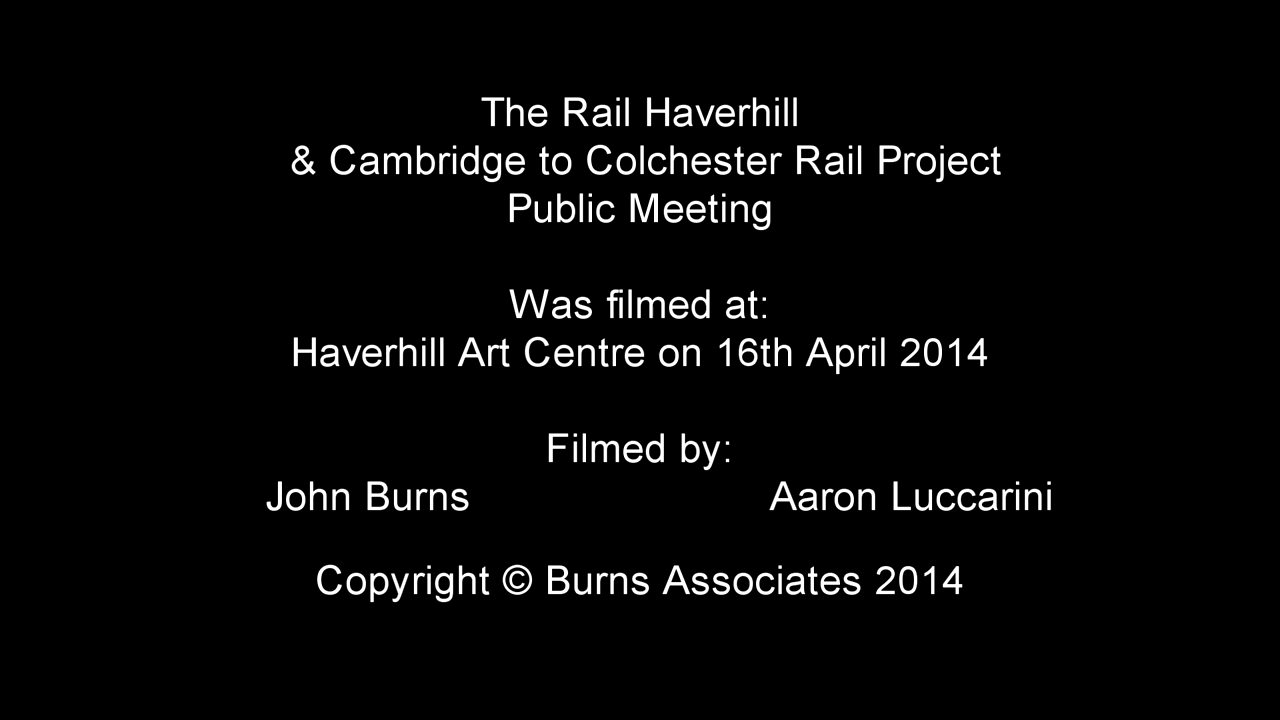 The Rail Haverhill
& Cambridge to Colchester Rail Project
Public Meeting
Was filmed at:
Haverhill Art Centre on 16th April 2014
Filmed by:
John Burns Aaron Luccarini
Copyright © Burns Associates 2014